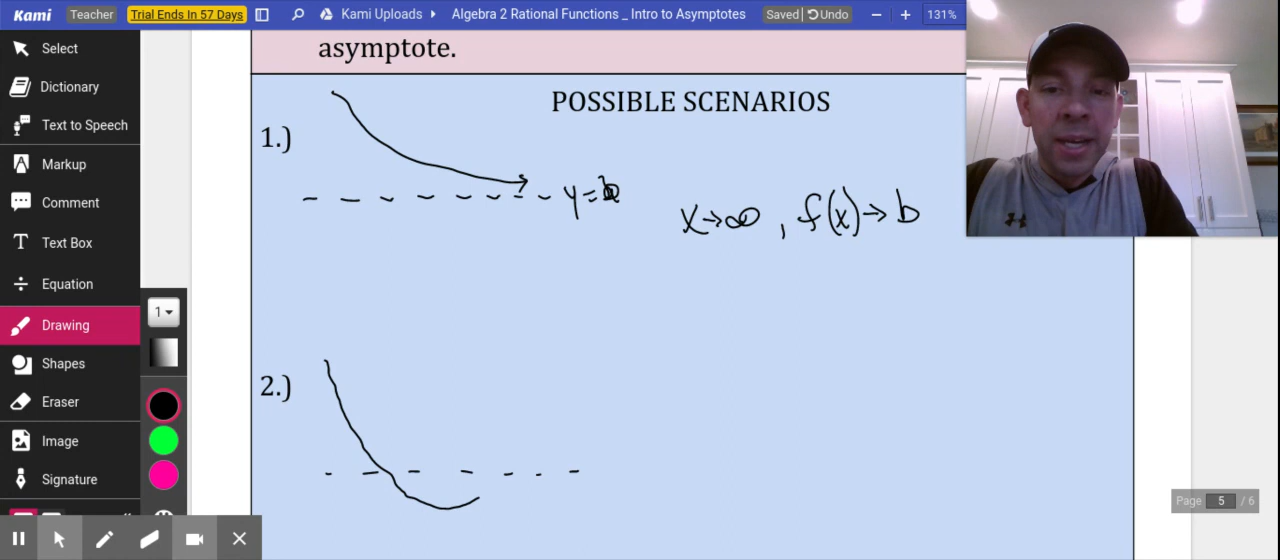 Kami Teacher Trial Ends In 57 Days Kami Uploads Algebra 2 Rational Functions _ Intro to Asymptotes Saved Undo − + 131%
Select
Dictionary
Text to Speech
Markup
Comment
Text Box
Equation
Drawing
Shapes
Eraser
Image
Signature
1
asymptote.
POSSIBLE SCENARIOS
1.)
y=b
x→∞, f(x)→b
2.)
Page 5 / 6